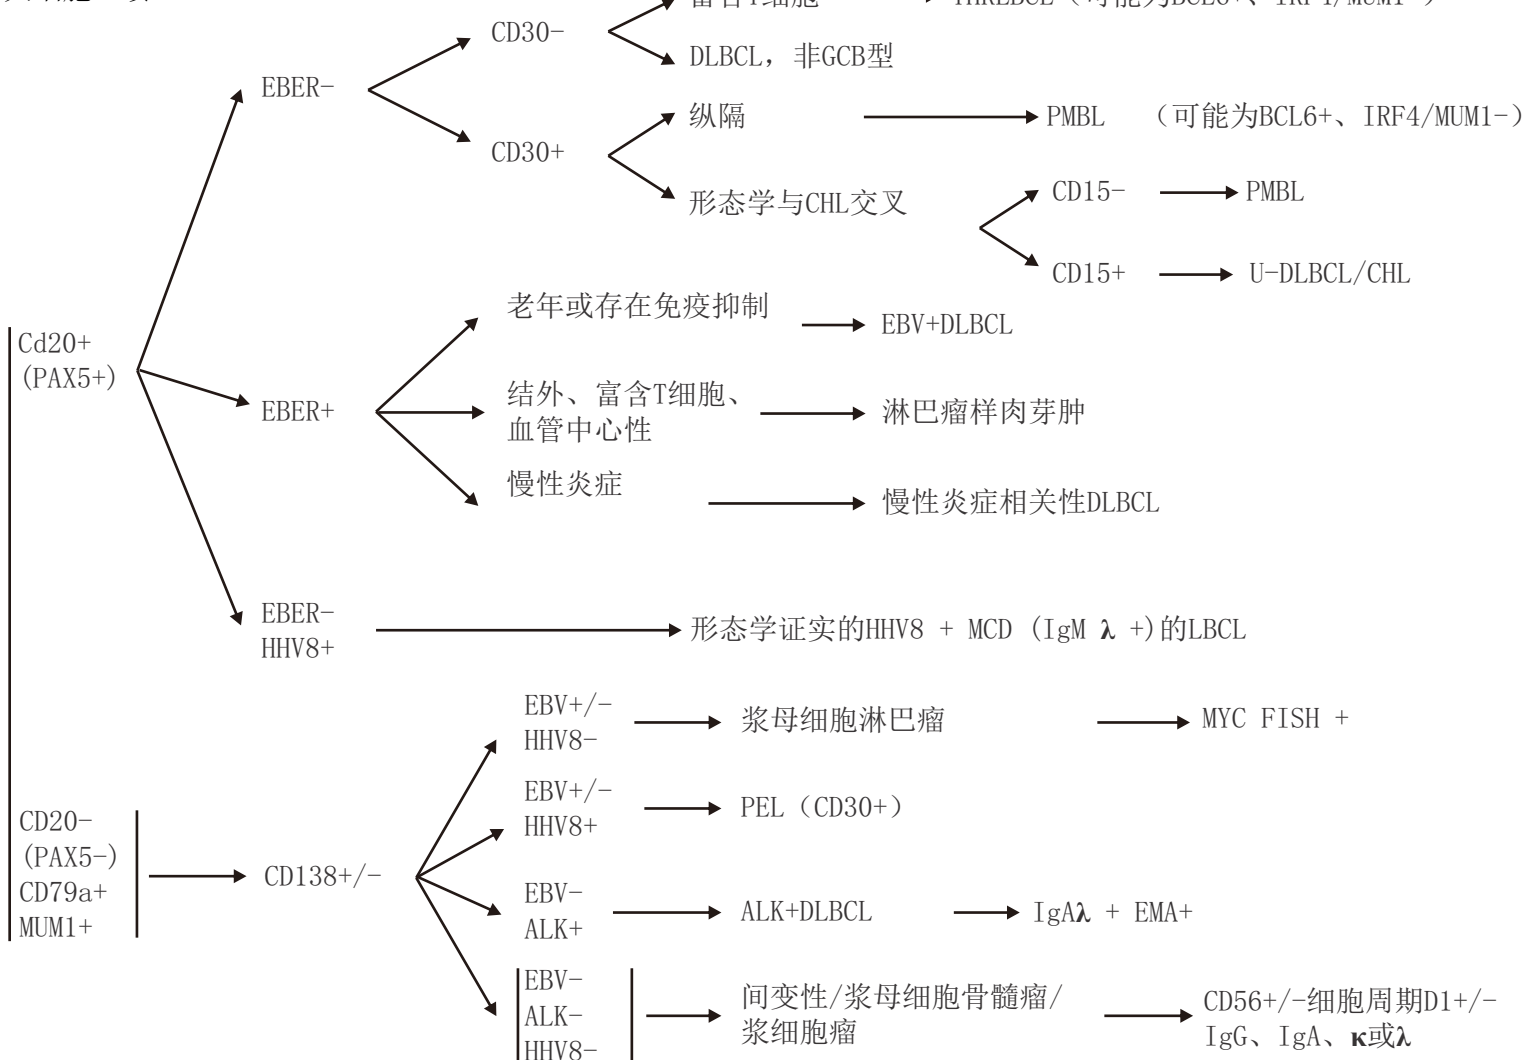 CD30-
DLBCL，非GCB型
EBER-
纵隔
PMBL （可能为BCL6+、IRF4/MUM1-）
CD30+
形态学与CHL交叉
CD15-
PMBL
CD15+
U-DLBCL/CHL
Cd20+
(PAX5+)
老年或存在免疫抑制
EBV+DLBCL
EBER+
结外、富含T细胞、
血管中心性
淋巴瘤样肉芽肿
慢性炎症
慢性炎症相关性DLBCL
EBER-
HHV8+
形态学证实的HHV8 + MCD (IgM λ +)的LBCL
EBV+/-
HHV8-
浆母细胞淋巴瘤
MYC FISH +
EBV+/-
HHV8+
PEL（CD30+）
CD20-
(PAX5-)
CD79a+
MUM1+
CD138+/-
EBV-
ALK+
ALK+DLBCL
IgAλ + EMA+
EBV-
ALK-
HHV8-
间变性/浆母细胞骨髓瘤/
浆细胞瘤
CD56+/-细胞周期D1+/-
IgG、IgA、κ或λ